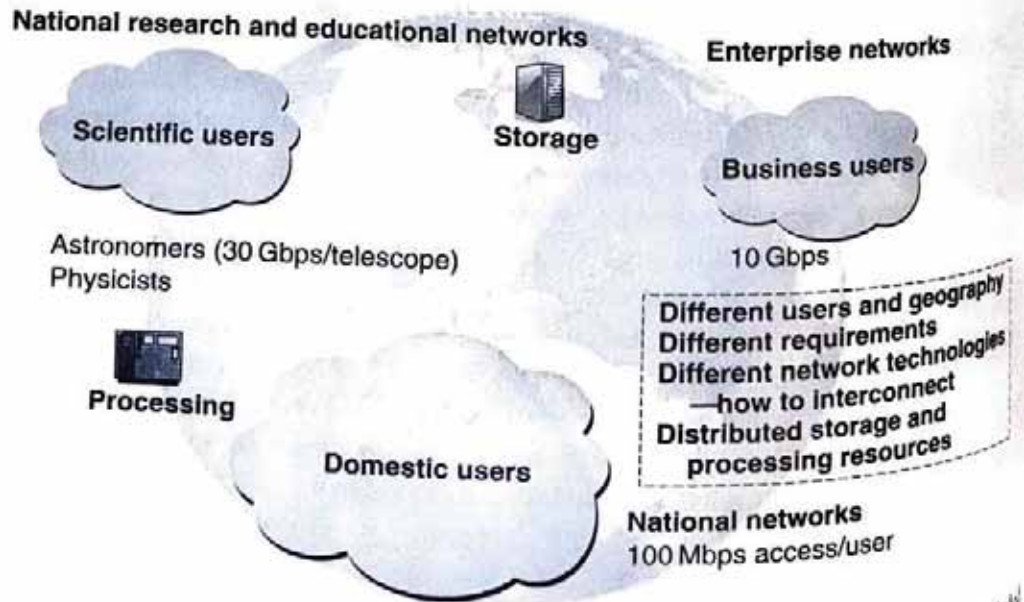 National research and educational networks
Enterprise networks
Scientific users
Storage
Business users
Astronomers (30 Gbps/telescope)
Physicists
10 Gbps
Different users and geography
Different requirements
Different network technologies
—how to interconnect
Distributed storage and
processing resources
Processing
Domestic users
National networks
100 Mbps access/user